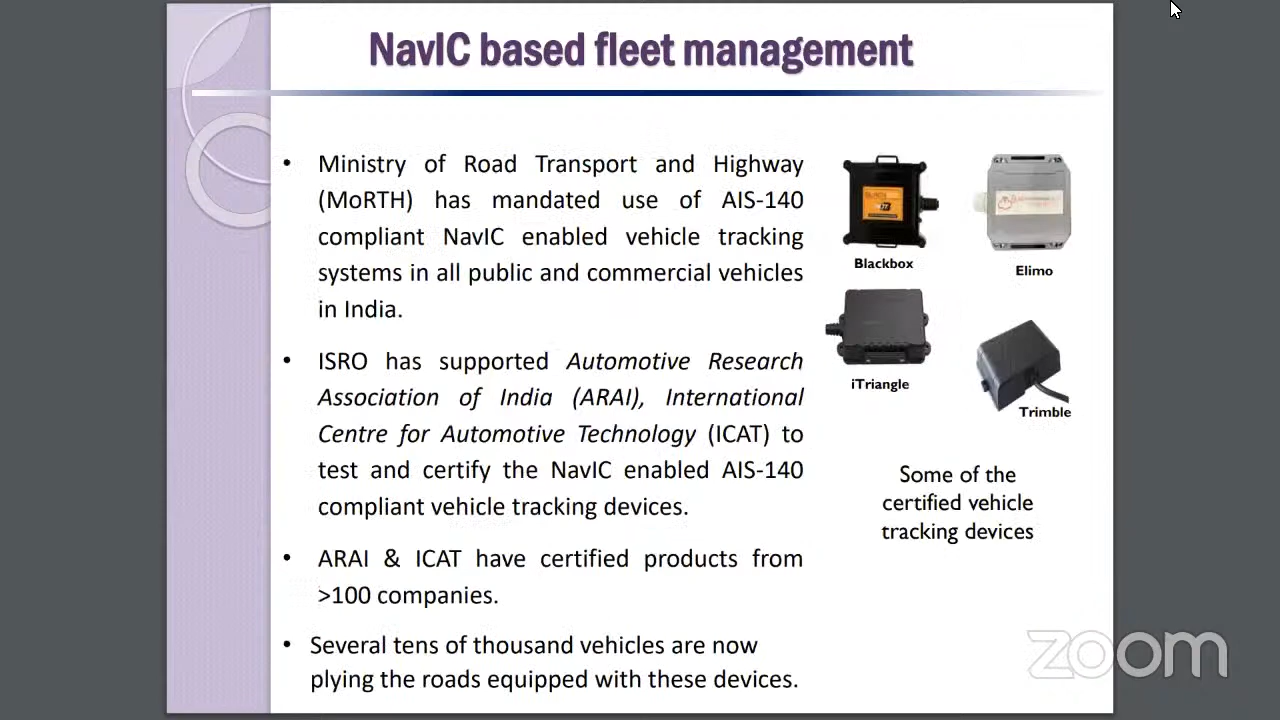 NavIC based fleet management
• Ministry of Road Transport and Highway
(MoRTH) has mandated use of AIS-140
compliant NavIC enabled vehicle tracking
systems in all public and commercial vehicles
in India.
• ISRO has supported Automotive Research
Association of India (ARAI), International
Centre for Automotive Technology (ICAT) to
test and certify the NavIC enabled AIS-140
compliant vehicle tracking devices.
• ARAI & ICAT have certified products from
>100 companies.
• Several tens of thousand vehicles are now
plying the roads equipped with these devices.
Blackbox
Elimo
iTriangle
Trimble
Some of the
certified vehicle
tracking devices
zoom